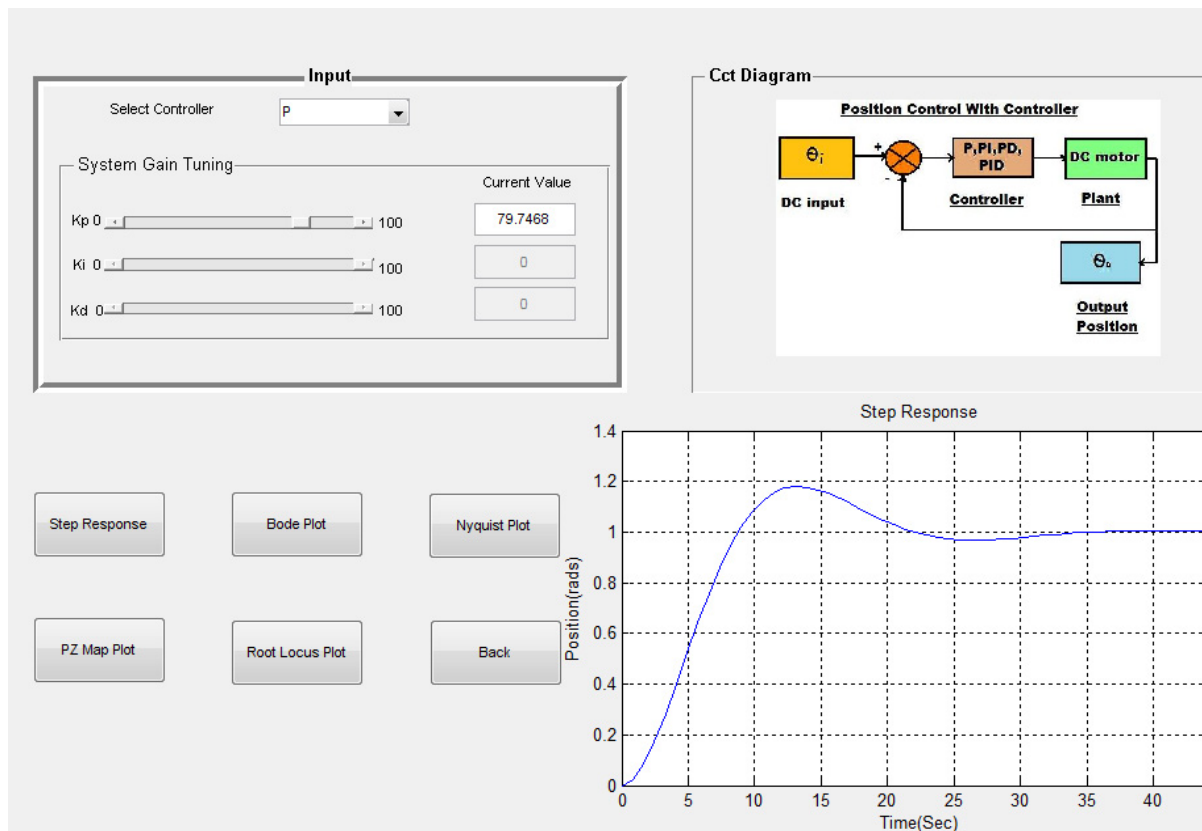 Input
Select Controller
P
System Gain Tuning
Current Value
Kp 0
100
79.7468
Ki 0
100
0
Kd 0
100
0
Cct Diagram
Position Control With Controller
Θi
+
-
P,PI,PD,
PID
DC motor
DC input
Controller
Plant
Output
Position
Step Response
Bode Plot
Nyquist Plot
PZ Map Plot
Root Locus Plot
Back
Step Response
Position(rads)
1.4
1.2
1
0.8
0.6
0.4
0.2
0
0 5 10 15 20 25 30 35 40
Time(Sec)